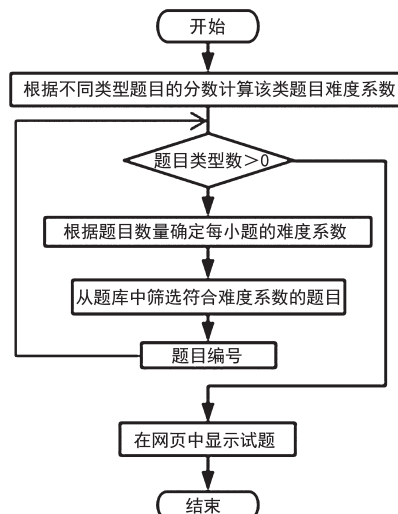 开始
根据不同类型题目的分数计算该类题目难度系数
题目类型数＞0
根据题目数量确定每小题的难度系数
从题库中筛选符合难度系数的题目
题目编号
在网页中显示试题
结束